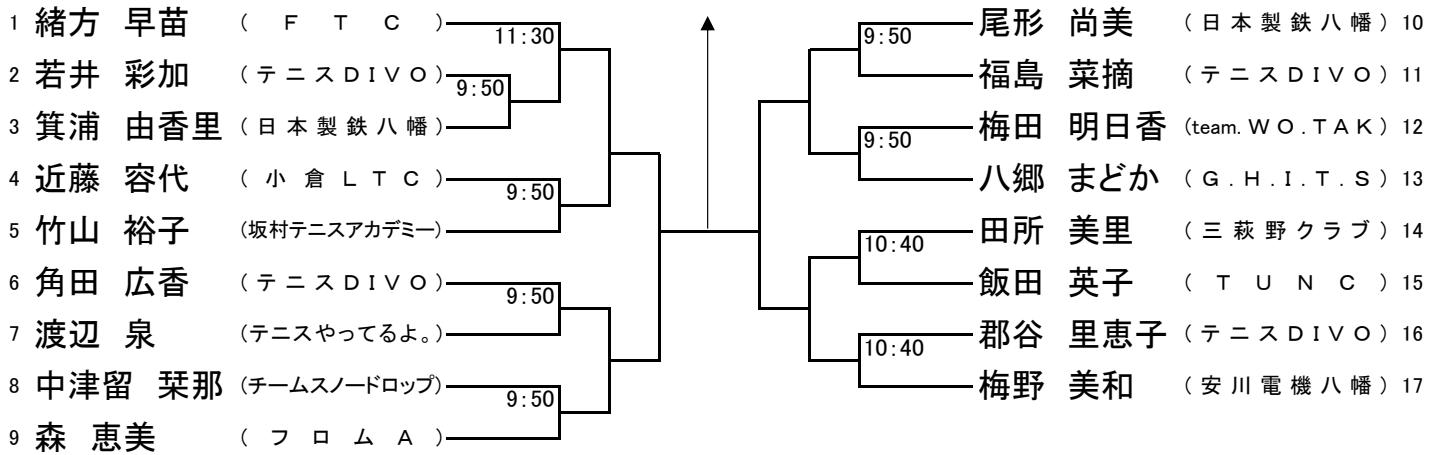 1 緒方 早苗 (FTC)
11:30
2 若井 彩加 (テニスDIVO)
9:50
3 箕浦 由香里 (日本製鉄八幡)
4 近藤 容代 (小倉LTC)
9:50
5 竹山 裕子 (坂村テニスアカデミー)
6 角田 広香 (テニスDIVO)
9:50
7 渡辺 泉 (テニスやってるよ。)
8 中津留 栞那 (チームスノードロップ)
9:50
9 森 恵美 (フロムA)
尾形 尚美 (日本製鉄八幡) 10
9:50
福島 菜摘 (テニスDIVO) 11
梅田 明日香 (team.WO.TAK) 12
9:50
八郷 まどか (G.H.I.T.S) 13
田所 美里 (三萩野クラブ) 14
10:40
飯田 英子 (TUNC) 15
郡谷 里恵子 (テニスDIVO) 16
10:40
梅野 美和 (安川電機八幡) 17